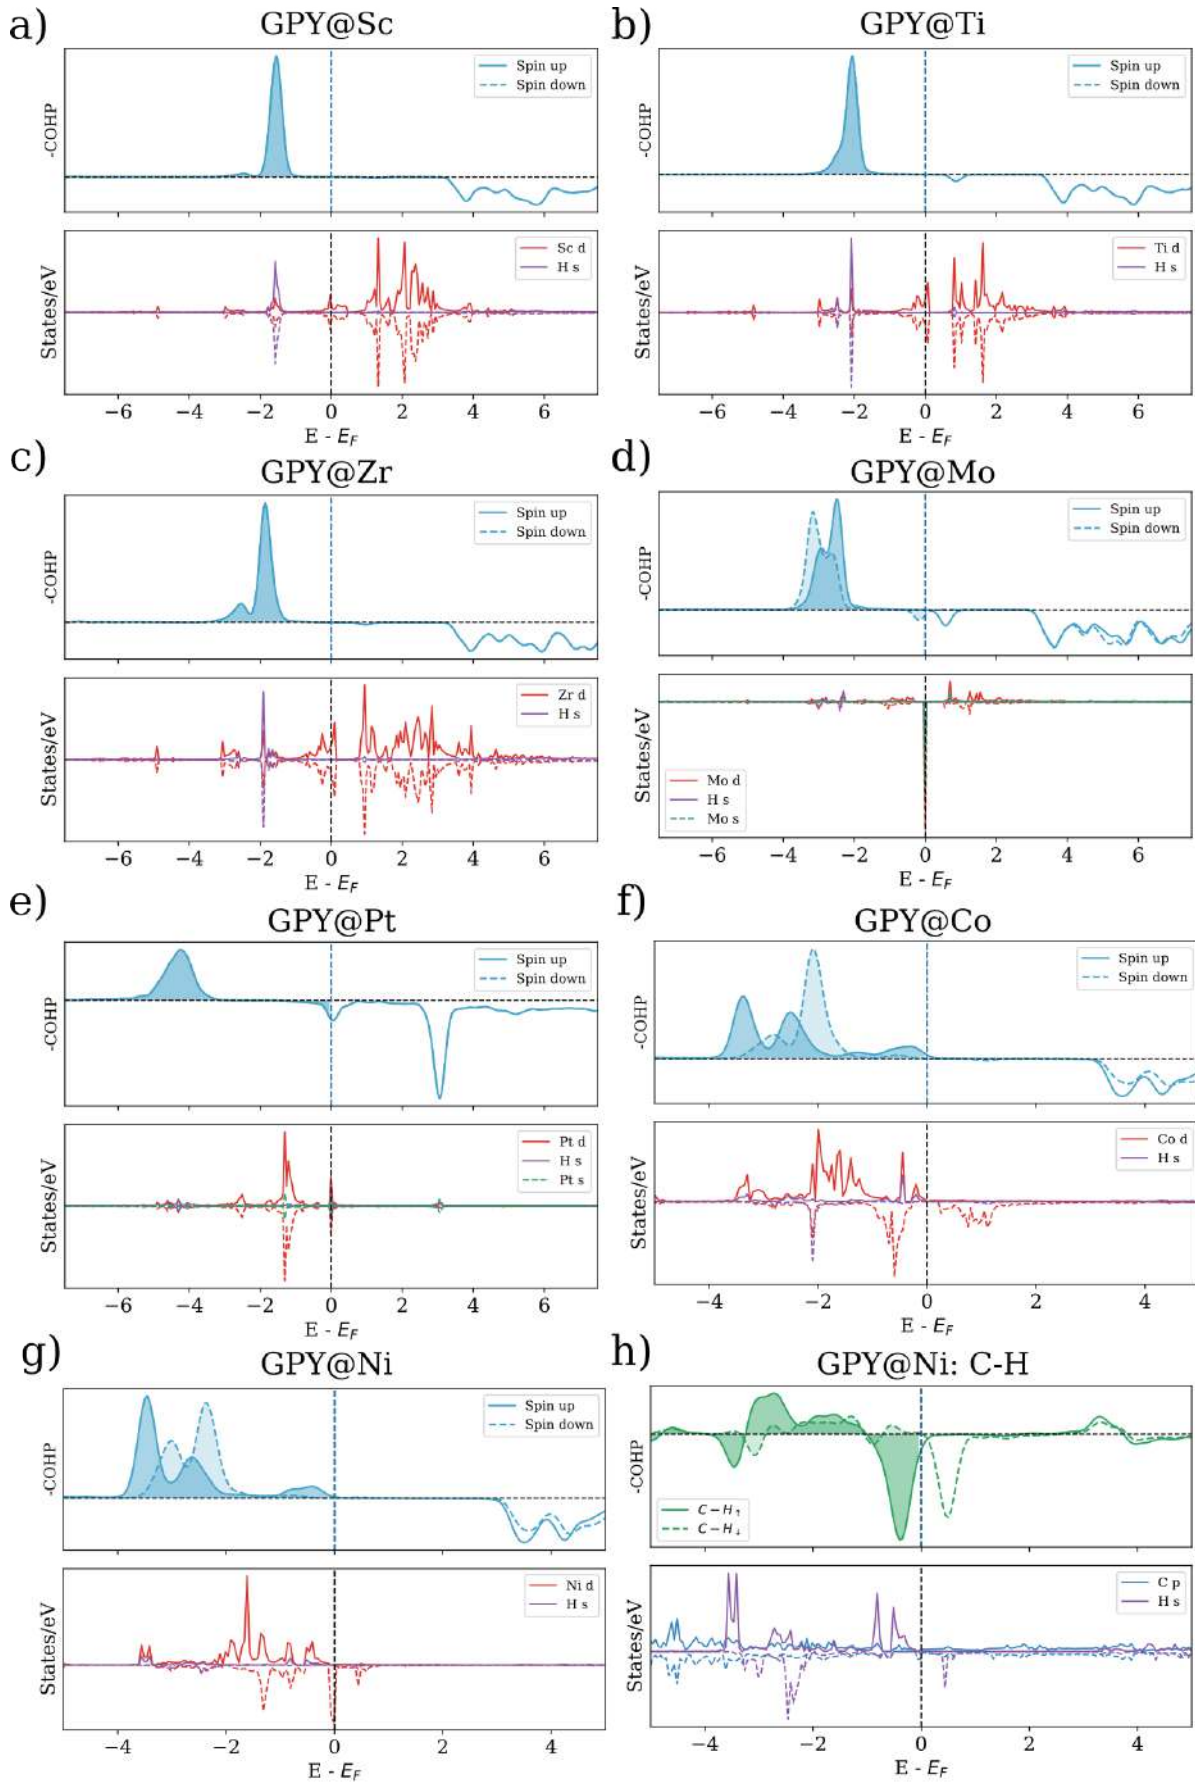 a)
GPY@Sc
-COHP
Spin up
Spin down
States/eV
Sc d
H s
−6 −4 −2 0 2 4 6
E - E_F
b)
GPY@Ti
-COHP
Spin up
Spin down
States/eV
Ti d
H s
−6 −4 −2 0 2 4 6
E - E_F
c)
GPY@Zr
-COHP
Spin up
Spin down
States/eV
Zr d
H s
−6 −4 −2 0 2 4 6
E - E_F
d)
GPY@Mo
-COHP
Spin up
Spin down
−6 −4 −2 0 2 4 6
States/eV
Mo d
H s
Mo s
−6 −4 −2 0 2 4 6
E - E_F
e)
GPY@Pt
-COHP
Spin up
Spin down
States/eV
Pt d
H s
Pt s
−6 −4 −2 0 2 4 6
E - E_F
f)
GPY@Co
-COHP
Spin up
Spin down
States/eV
Co d
H s
−4 −2 0 2 4
E - E_F
g)
GPY@Ni
-COHP
Spin up
Spin down
States/eV
Ni d
H s
−4 −2 0 2 4
E - E_F
h)
GPY@Ni: C-H
-COHP
C − H↑
C − H↓
States/eV
C p
H s
−4 −2 0 2 4
E - E_F